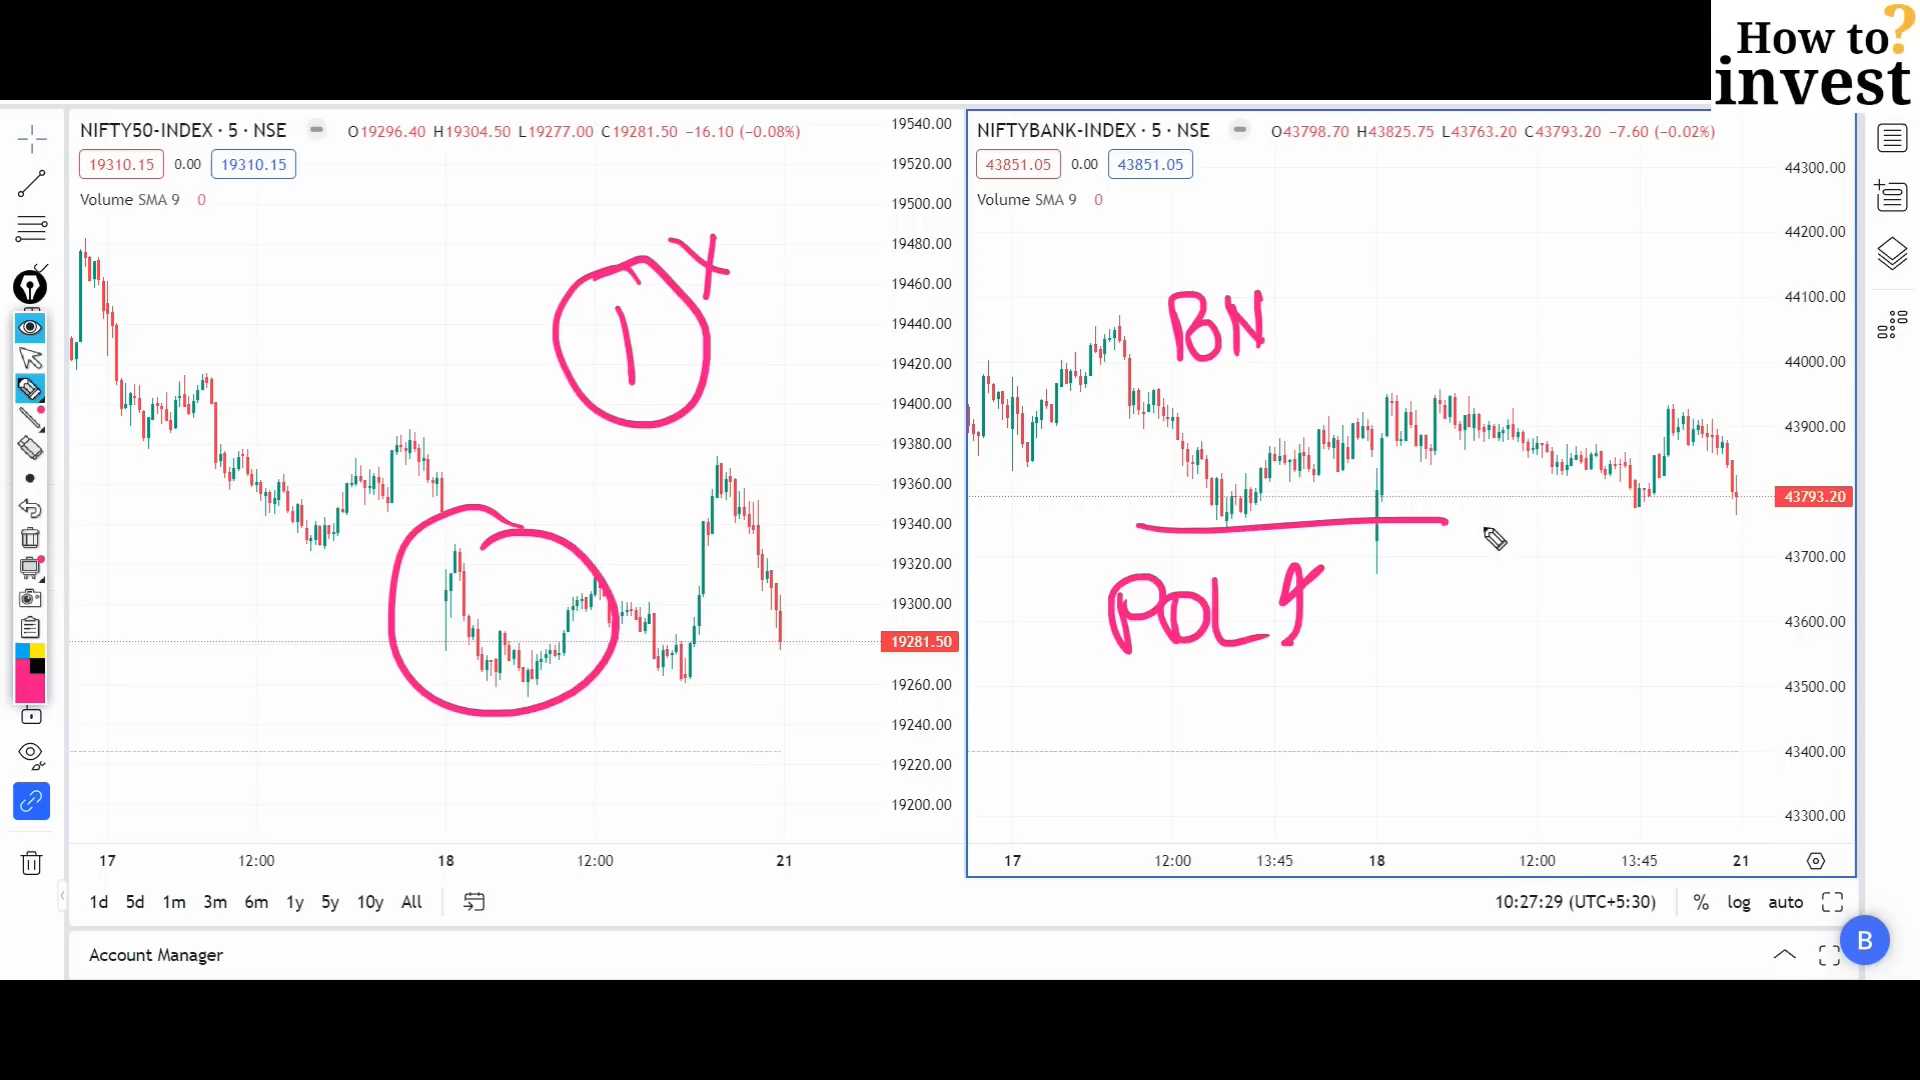 How to?
invest
NIFTY50-INDEX · 5 · NSE O19296.40 H19304.50 L19277.00 C19281.50 −16.10 (−0.08%)
19310.15 0.00 19310.15
Volume SMA 9 0
19540.00
19520.00
19500.00
19480.00
19460.00
19440.00
19420.00
19400.00
19380.00
19360.00
19340.00
19320.00
19300.00
19281.50
19260.00
19240.00
19220.00
19200.00
1
17 12:00 18 12:00 21
NIFTYBANK-INDEX · 5 · NSE O43798.70 H43825.75 L43763.20 C43793.20 −7.60 (−0.02%)
43851.05 0.00 43851.05
Volume SMA 9 0
44300.00
44200.00
44100.00
44000.00
43900.00
43793.20
43700.00
43600.00
43500.00
43400.00
43300.00
BN
PDL
17 12:00 13:45 18 12:00 13:45 21
1d 5d 1m 3m 6m 1y 5y 10y All
10:27:29 (UTC+5:30) % log auto
Account Manager
B